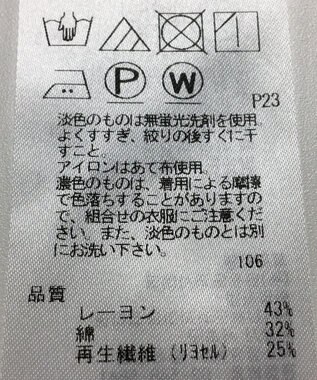 P
W
P23
淡色のものは無蛍光洗剤を使用
よくすすぎ、絞りの後すぐに干
すこと。
アイロンはあて布使用。
濃色のものは、着用による摩擦
で色落ちすることがありますの
で、組合せの衣服にご注意くだ
さい。また、淡色のものとは別
にお洗い下さい。
106
品質
レーヨン 43%
綿 32%
再生繊維（リヨセル） 25%